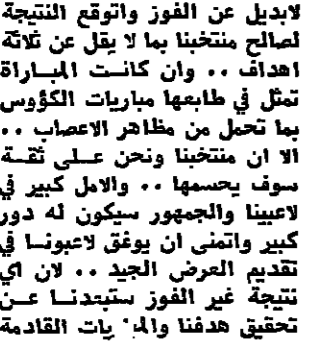 لابديل عن الفوز واتوقع النتيجة
لصالح منتخبنا بما لا يقل عن ثلاثة
اهداف •• وان كانت المباراة
تمثل في طابعها مباريات الكؤوس
بما تحمل من مظاهر الاعصاب ••
الا ان منتخبنا ونحن على ثقة
سوف يحسمها •• والامل كبير في
لاعبينا والجمهور سيكون له دور
كبير واتمنى ان يوفق لاعبونا في
تقديم العرض الجيد •• لان اي
نتيجة غير الفوز ستبعدنا عن
تحقيق هدفنا القادمة